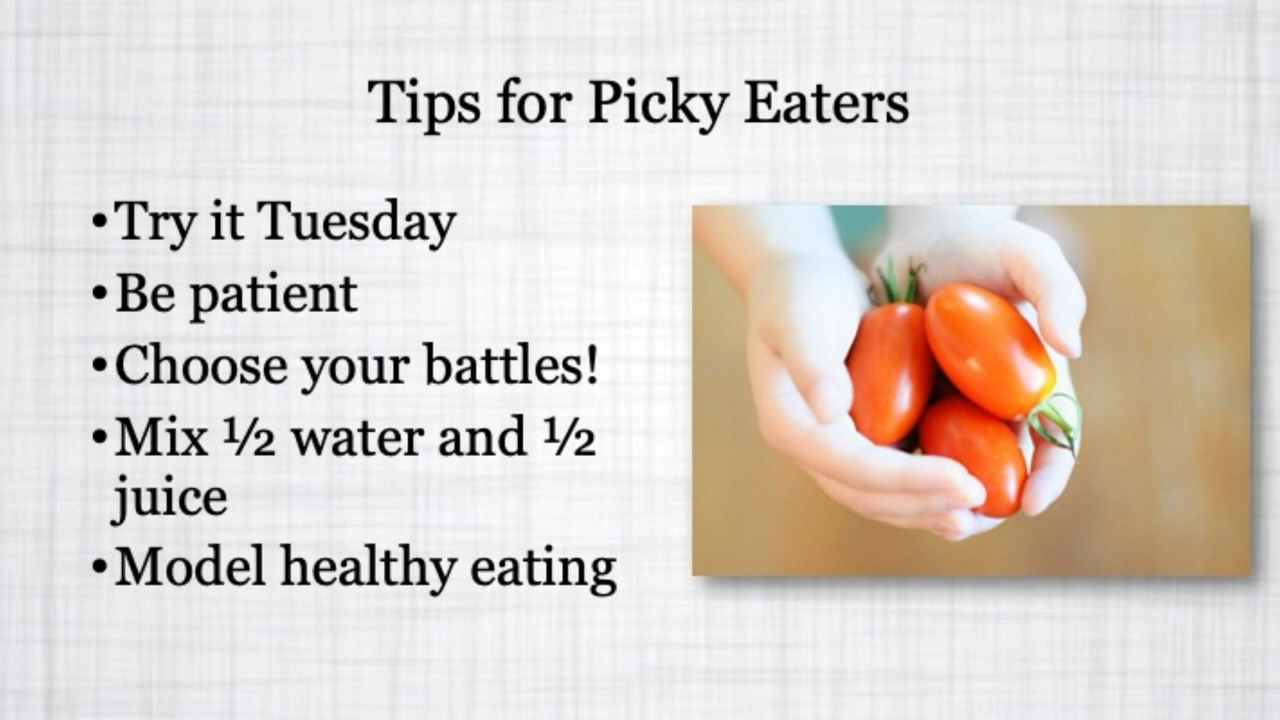 Tips for Picky Eaters
•Try it Tuesday
•Be patient
•Choose your battles!
•Mix ½ water and ½
juice
•Model healthy eating